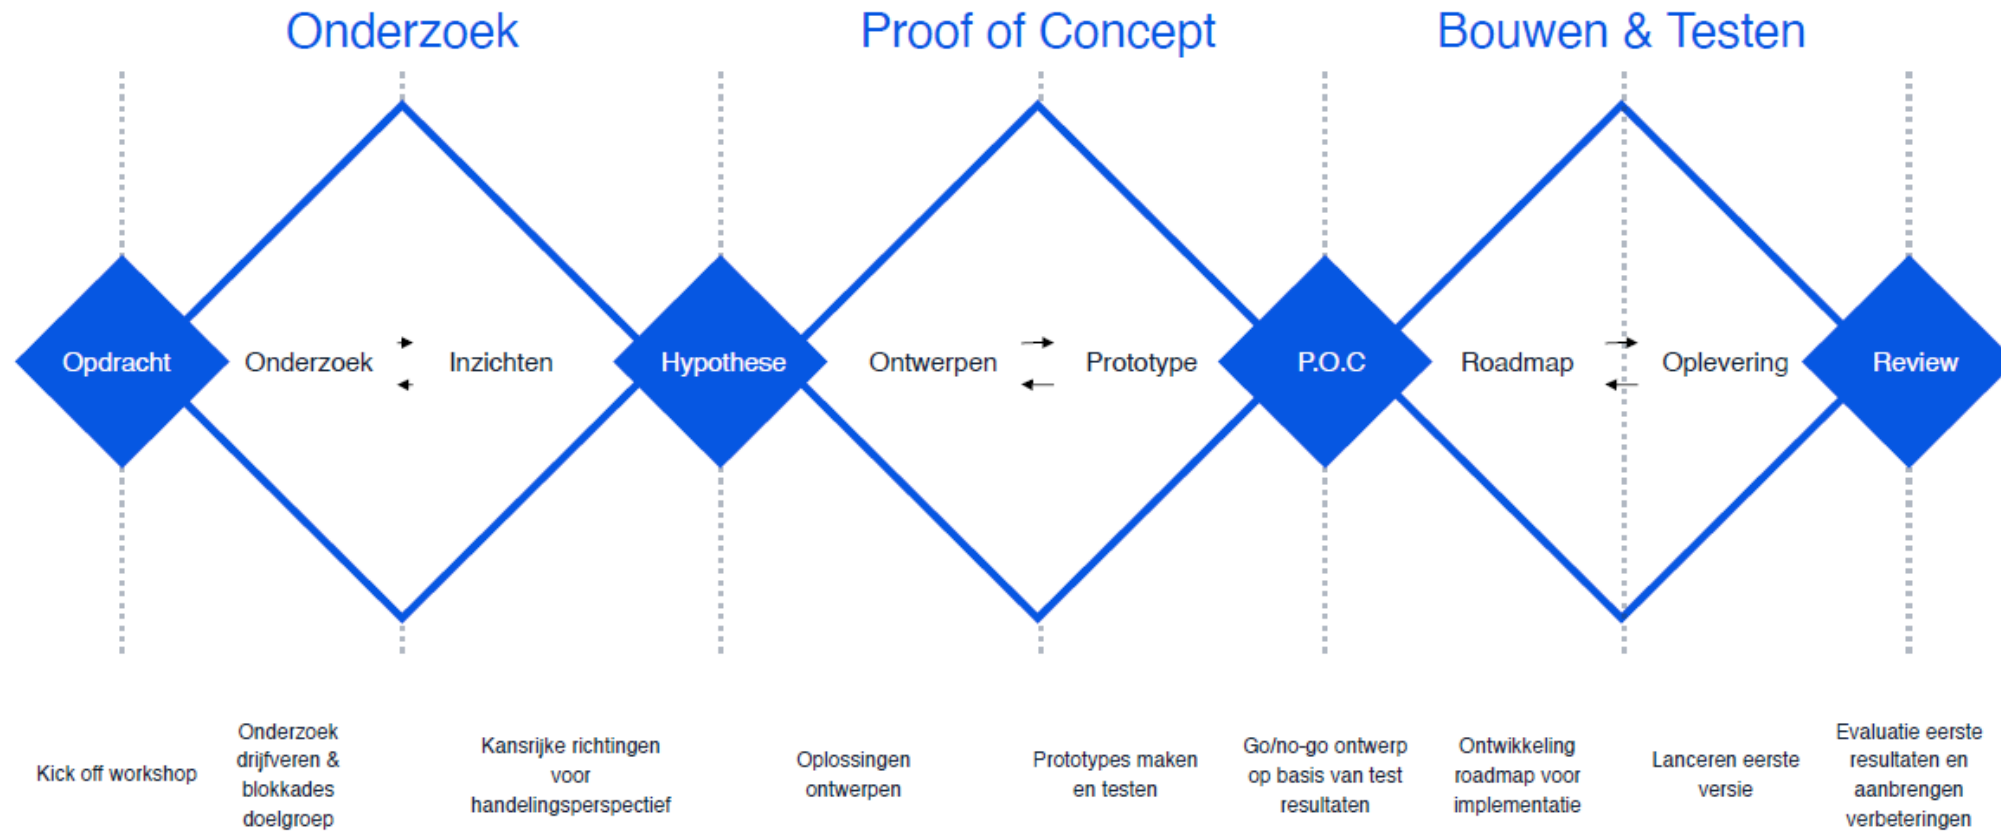 Onderzoek
Proof of Concept
Bouwen & Testen
Opdracht
Onderzoek
Inzichten
Hypothese
Ontwerpen
Prototype
P.O.C
Roadmap
Oplevering
Review
Kick off workshop
Onderzoek
drijfveren &
blokkades
doelgroep
Kansrijke richtingen
voor
handelingsperspectief
Oplossingen
ontwerpen
Prototypes maken
en testen
Go/no-go ontwerp
op basis van test
resultaten
Ontwikkeling
roadmap voor
implementatie
Lanceren eerste
versie
Evaluatie eerste
resultaten en
aanbrengen
verbeteringen